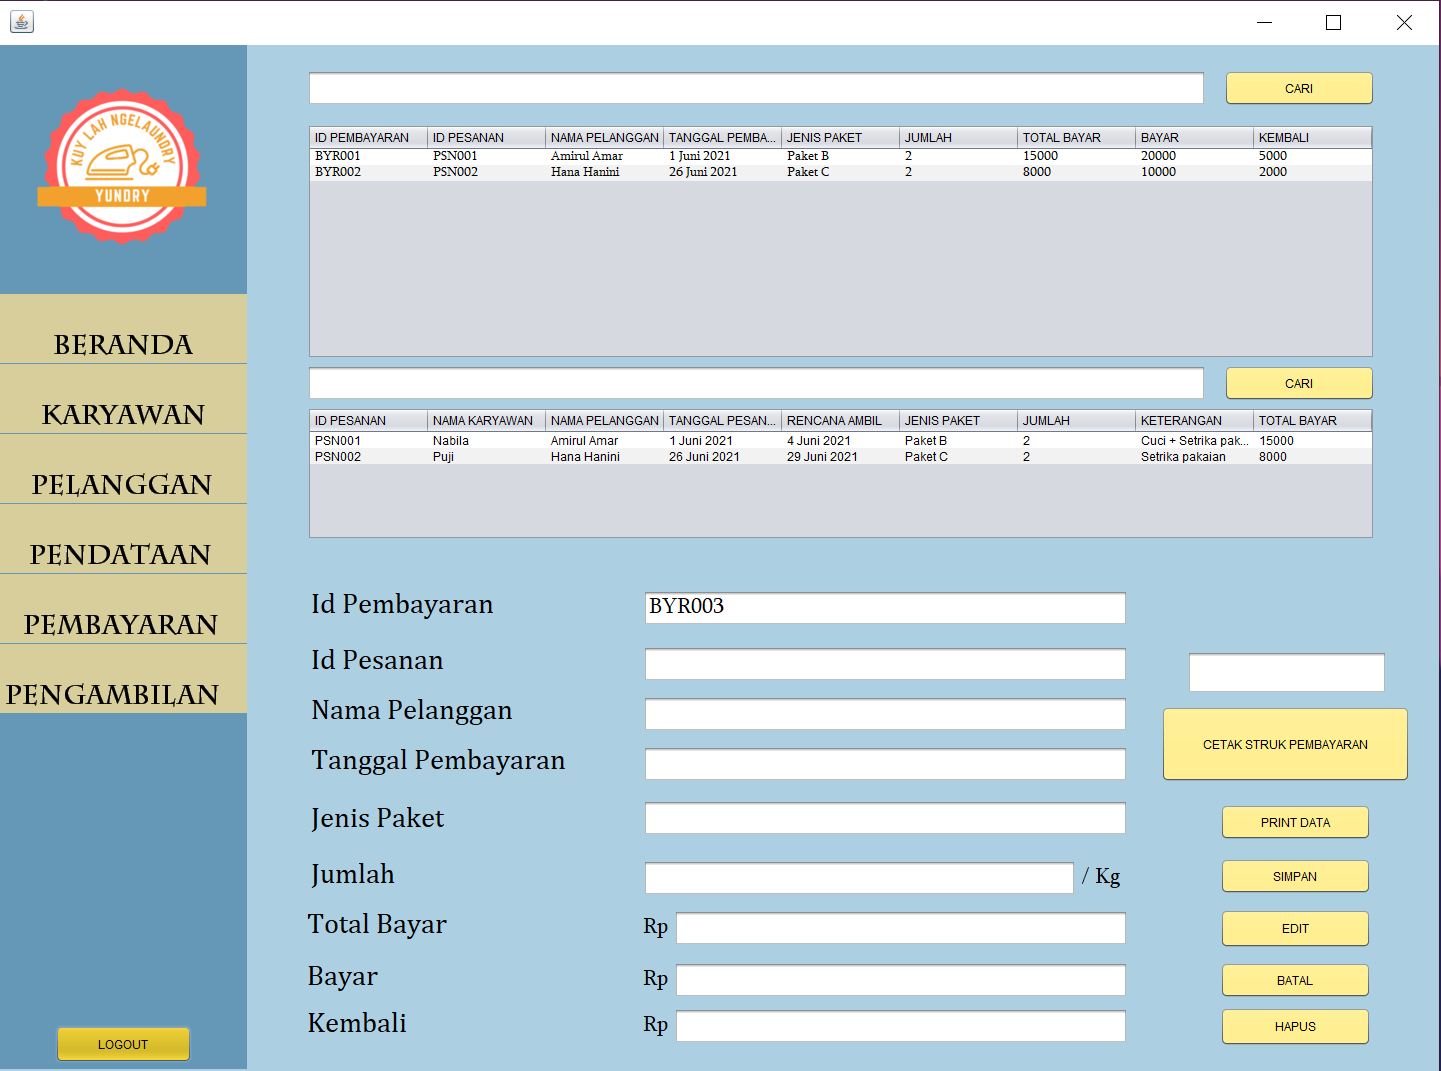 KUY LAH NGELAUNDRY
YUNDRY
BERANDA
KARYAWAN
PELANGGAN
PENDATAAN
PEMBAYARAN
PENGAMBILAN
LOGOUT
CARI
ID PEMBAYARAN ID PESANAN NAMA PELANGGAN TANGGAL PEMBA... JENIS PAKET JUMLAH TOTAL BAYAR BAYAR KEMBALI
BYR001 PSN001 Amirul Amar 1 Juni 2021 Paket B 2 15000 20000 5000
BYR002 PSN002 Hana Hanini 26 Juni 2021 Paket C 2 8000 10000 2000
CARI
ID PESANAN NAMA KARYAWAN NAMA PELANGGAN TANGGAL PESAN... RENCANA AMBIL JENIS PAKET JUMLAH KETERANGAN TOTAL BAYAR
PSN001 Nabila Amirul Amar 1 Juni 2021 4 Juni 2021 Paket B 2 Cuci + Setrika pak... 15000
PSN002 Puji Hana Hanini 26 Juni 2021 29 Juni 2021 Paket C 2 Setrika pakaian 8000
Id Pembayaran BYR003
Id Pesanan
Nama Pelanggan
Tanggal Pembayaran
Jenis Paket
Jumlah / Kg
Total Bayar Rp
Bayar Rp
Kembali Rp
CETAK STRUK PEMBAYARAN
PRINT DATA
SIMPAN
EDIT
BATAL
HAPUS